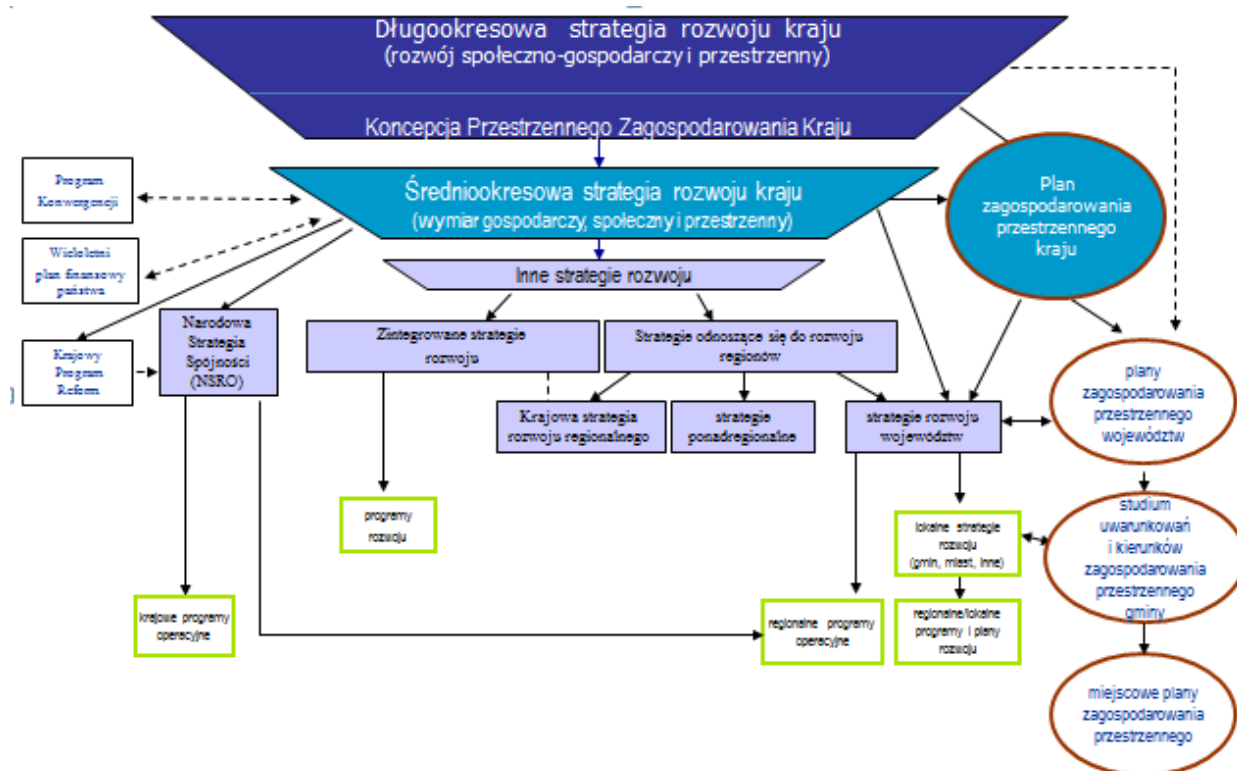 Długookresowa strategia rozwoju kraju
(rozwój społeczno-gospodarczy i przestrzenny)
Koncepcja Przestrzennego Zagospodarowania Kraju
Program
Konwergencji
Średniookresowa strategia rozwoju kraju
(wymiar gospodarczy, społeczny i przestrzenny)
Plan
zagospodarowania
przestrzennego
kraju
Wieloletni
plan finansowy
państwa
Inne strategie rozwoju
Krajowy
Program
Reform
Narodowa
Strategia
Spójności
(NSRO)
Zintegrowane strategie
rozwoju
Strategie odnoszące się do rozwoju
regionów
plany
zagospodarowania
przestrzennego
województw
Krajowa strategia
rozwoju regionalnego
strategie
ponadregionalne
strategie rozwoju
województw
programy
rozwoju
lokalne strategie
rozwoju
(gmin, miast, inne)
studium
uwarunkowań
i kierunków
zagospodarowania
przestrzennego
gminy
krajowe programy
operacyjne
regionalne programy
operacyjne
regionalne/lokalne
programy i plany
rozwoju
miejscowe plany
zagospodarowania
przestrzennego